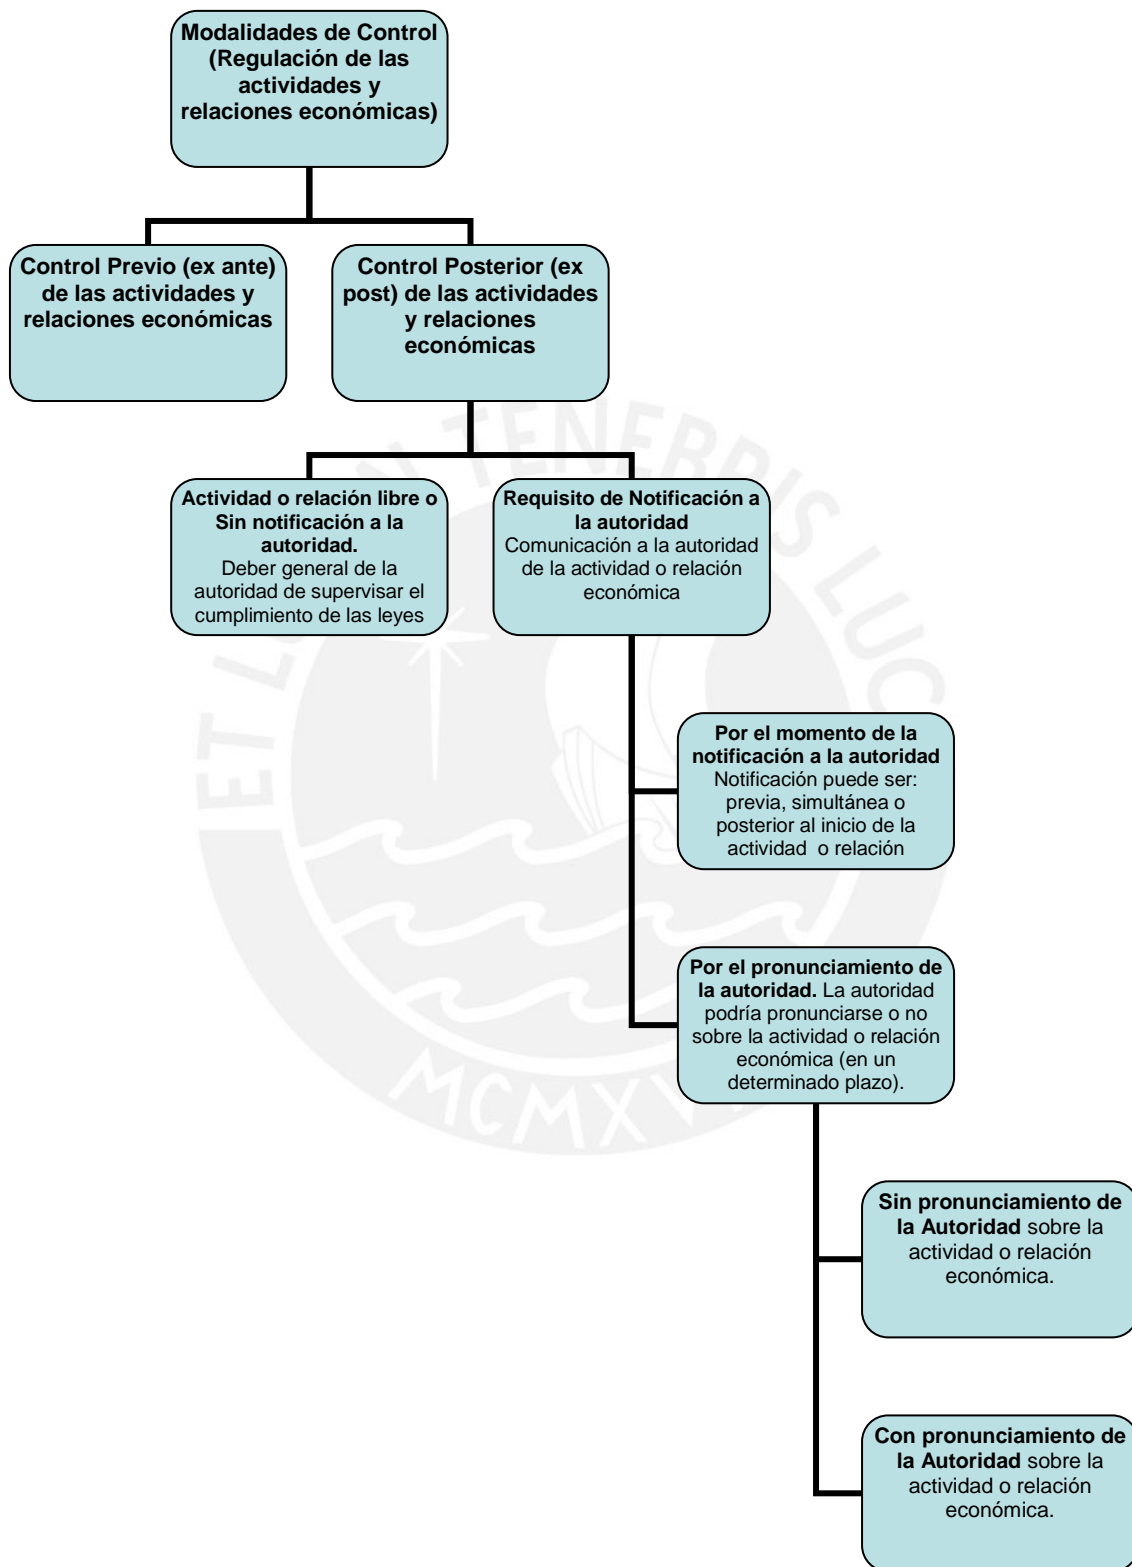 Modalidades de Control
(Regulación de las
actividades y
relaciones económicas)
Control Previo (ex ante)
de las actividades y
relaciones económicas
Control Posterior (ex
post) de las actividades
y relaciones
económicas
Actividad o relación libre o
Sin notificación a la
autoridad.
Deber general de la
autoridad de supervisar el
cumplimiento de las leyes
Requisito de Notificación a
la autoridad
Comunicación a la autoridad
de la actividad o relación
económica
Por el momento de la
notificación a la autoridad
Notificación puede ser:
previa, simultánea o
posterior al inicio de la
actividad o relación
Por el pronunciamiento de
la autoridad. La autoridad
podría pronunciarse o no
sobre la actividad o relación
económica (en un
determinado plazo).
Sin pronunciamiento de
la Autoridad sobre la
actividad o relación
económica.
Con pronunciamiento de
la Autoridad sobre la
actividad o relación
económica.
TENEBRIS
ET